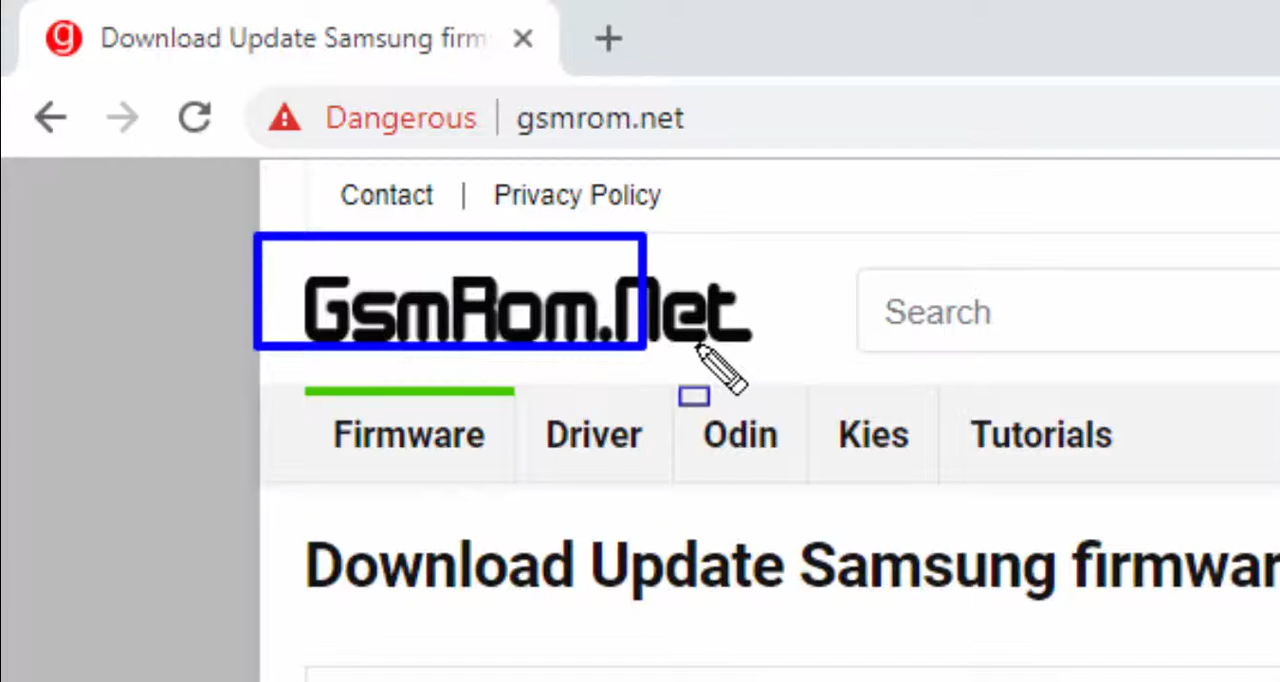 g Download Update Samsung firm
Dangerous | gsmrom.net
Contact | Privacy Policy
GsmRom.Net
Search
Firmware Driver Odin Kies Tutorials
Download Update Samsung firmwar